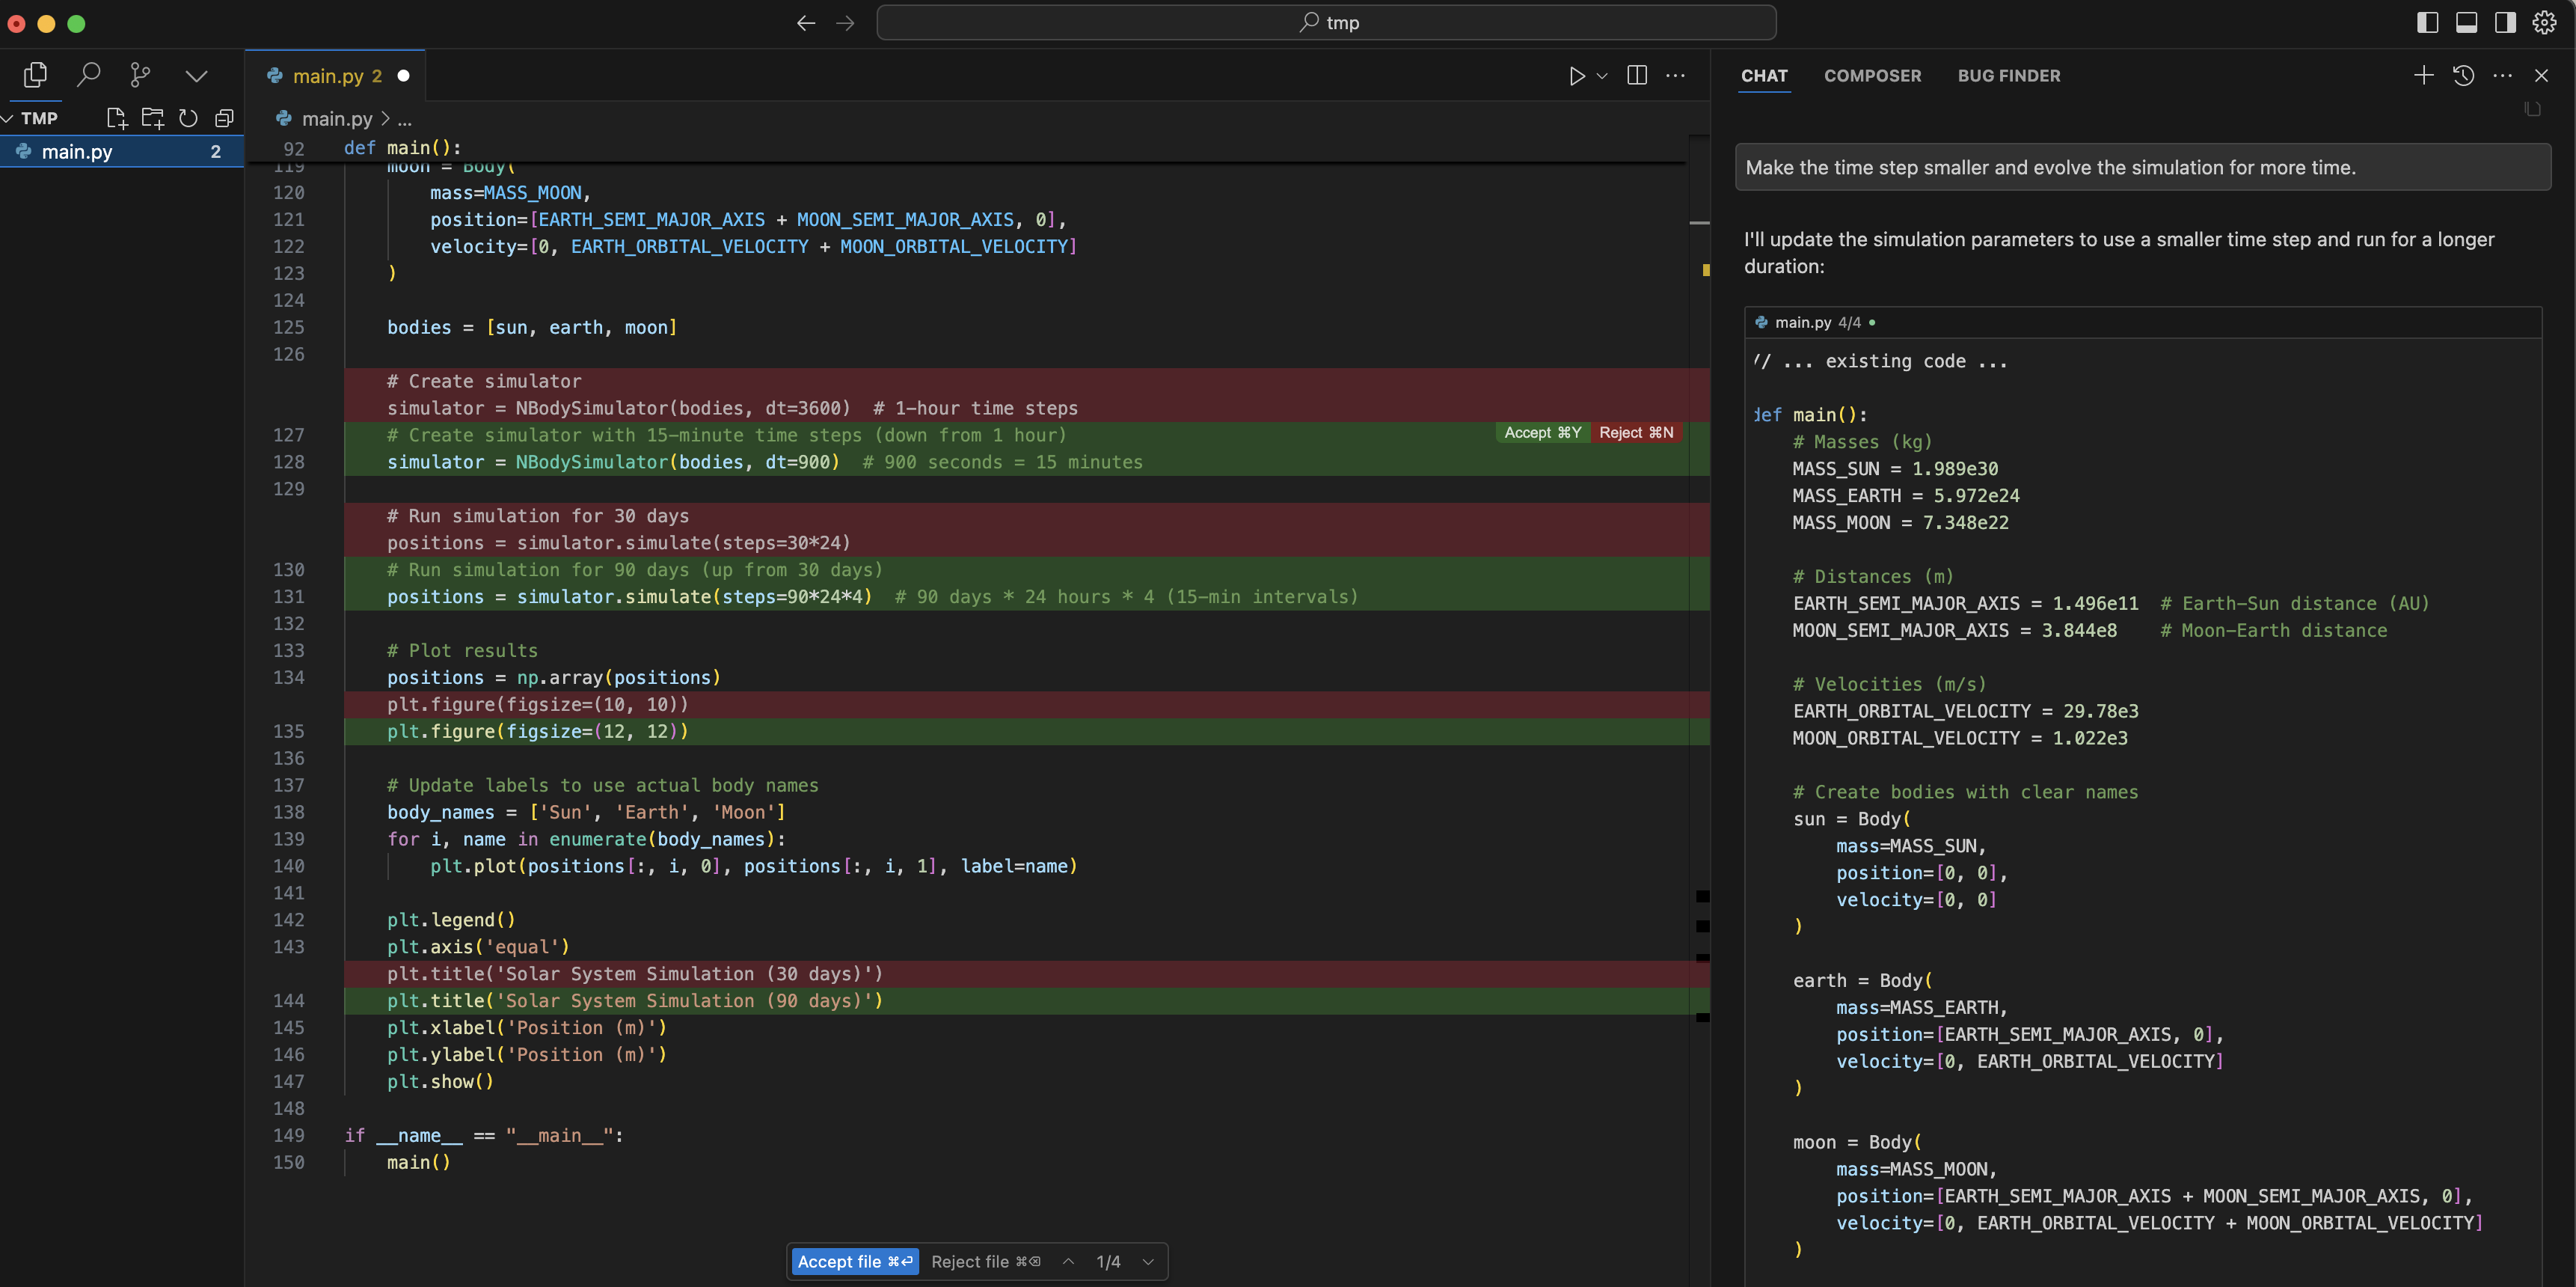 tmp
TMP
main.py 2
main.py 2
main.py > ...
92 def main():
119 moon = Body(
120 mass=MASS_MOON,
121 position=[EARTH_SEMI_MAJOR_AXIS + MOON_SEMI_MAJOR_AXIS, 0],
122 velocity=[0, EARTH_ORBITAL_VELOCITY + MOON_ORBITAL_VELOCITY]
123 )
124
125 bodies = [sun, earth, moon]
126
# Create simulator
simulator = NBodySimulator(bodies, dt=3600)  # 1-hour time steps
127 # Create simulator with 15-minute time steps (down from 1 hour)
Accept ⌘Y Reject ⌘N
128 simulator = NBodySimulator(bodies, dt=900)  # 900 seconds = 15 minutes
129
# Run simulation for 30 days
positions = simulator.simulate(steps=30*24)
130 # Run simulation for 90 days (up from 30 days)
131 positions = simulator.simulate(steps=90*24*4)  # 90 days * 24 hours * 4 (15-min intervals)
132
133 # Plot results
134 positions = np.array(positions)
plt.figure(figsize=(10, 10))
135 plt.figure(figsize=(12, 12))
136
137 # Update labels to use actual body names
138 body_names = ['Sun', 'Earth', 'Moon']
139 for i, name in enumerate(body_names):
140 plt.plot(positions[:, i, 0], positions[:, i, 1], label=name)
141
142 plt.legend()
143 plt.axis('equal')
plt.title('Solar System Simulation (30 days)')
144 plt.title('Solar System Simulation (90 days)')
145 plt.xlabel('Position (m)')
146 plt.ylabel('Position (m)')
147 plt.show()
148
149 if __name__ == "__main__":
150 main()
Accept file ⌘⏎ Reject file ⌘⌫ 1/4
CHAT COMPOSER BUG FINDER
Make the time step smaller and evolve the simulation for more time.
I'll update the simulation parameters to use a smaller time step and run for a longer
duration:
main.py 4/4
// ... existing code ...
def main():
# Masses (kg)
MASS_SUN = 1.989e30
MASS_EARTH = 5.972e24
MASS_MOON = 7.348e22
# Distances (m)
EARTH_SEMI_MAJOR_AXIS = 1.496e11  # Earth-Sun distance (AU)
MOON_SEMI_MAJOR_AXIS = 3.844e8    # Moon-Earth distance
# Velocities (m/s)
EARTH_ORBITAL_VELOCITY = 29.78e3
MOON_ORBITAL_VELOCITY = 1.022e3
# Create bodies with clear names
sun = Body(
mass=MASS_SUN,
position=[0, 0],
velocity=[0, 0]
)
earth = Body(
mass=MASS_EARTH,
position=[EARTH_SEMI_MAJOR_AXIS, 0],
velocity=[0, EARTH_ORBITAL_VELOCITY]
)
moon = Body(
mass=MASS_MOON,
position=[EARTH_SEMI_MAJOR_AXIS + MOON_SEMI_MAJOR_AXIS, 0],
velocity=[0, EARTH_ORBITAL_VELOCITY + MOON_ORBITAL_VELOCITY]
)